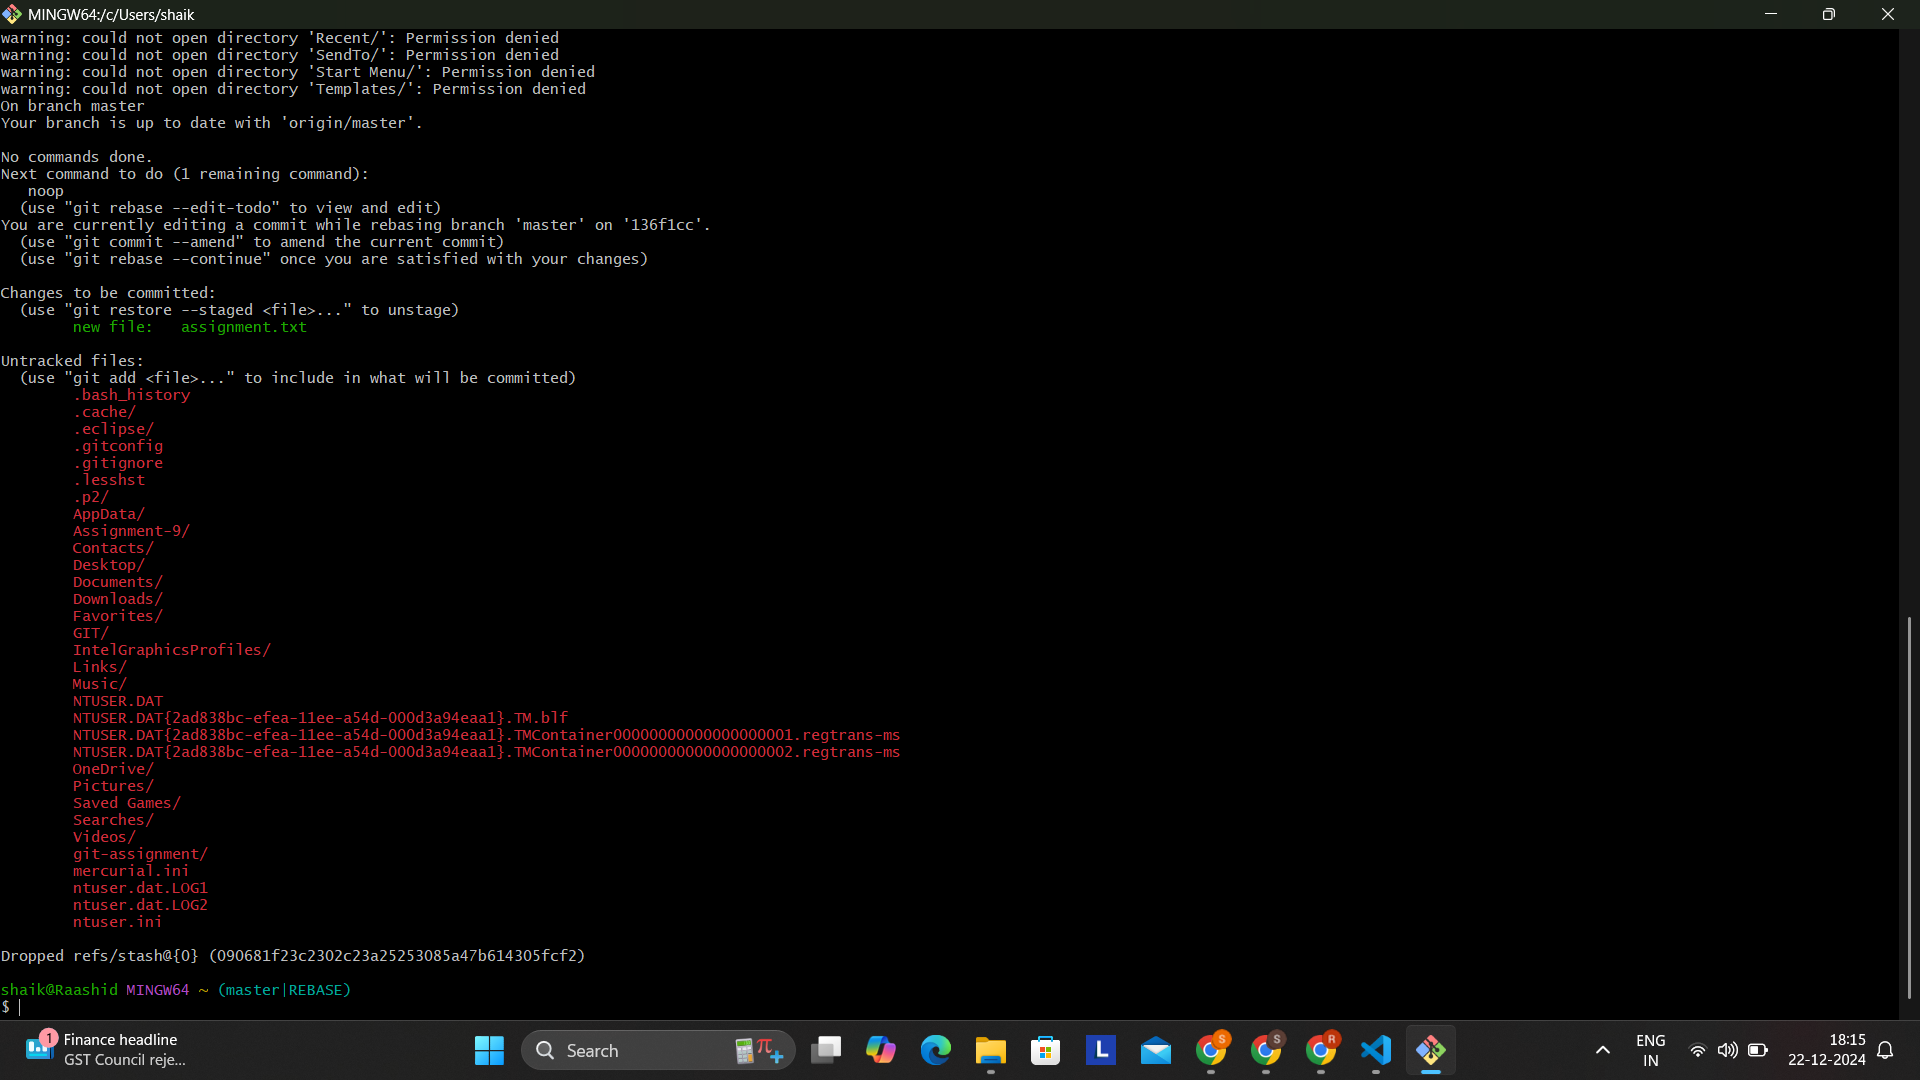 MINGW64:/c/Users/shaik
warning: could not open directory 'Recent/': Permission denied
warning: could not open directory 'SendTo/': Permission denied
warning: could not open directory 'Start Menu/': Permission denied
warning: could not open directory 'Templates/': Permission denied
On branch master
Your branch is up to date with 'origin/master'.
No commands done.
Next command to do (1 remaining command):
noop
(use "git rebase --edit-todo" to view and edit)
You are currently editing a commit while rebasing branch 'master' on '136f1cc'.
(use "git commit --amend" to amend the current commit)
(use "git rebase --continue" once you are satisfied with your changes)
Changes to be committed:
(use "git restore --staged <file>..." to unstage)
new file:   assignment.txt
Untracked files:
(use "git add <file>..." to include in what will be committed)
.bash_history
.cache/
.eclipse/
.gitconfig
.gitignore
.lesshst
.p2/
AppData/
Assignment-9/
Contacts/
Desktop/
Documents/
Downloads/
Favorites/
GIT/
IntelGraphicsProfiles/
Links/
Music/
NTUSER.DAT
NTUSER.DAT{2ad838bc-efea-11ee-a54d-000d3a94eaa1}.TM.blf
NTUSER.DAT{2ad838bc-efea-11ee-a54d-000d3a94eaa1}.TMContainer00000000000000000001.regtrans-ms
NTUSER.DAT{2ad838bc-efea-11ee-a54d-000d3a94eaa1}.TMContainer00000000000000000002.regtrans-ms
OneDrive/
Pictures/
Saved Games/
Searches/
Videos/
git-assignment/
mercurial.ini
ntuser.dat.LOG1
ntuser.dat.LOG2
ntuser.ini
Dropped refs/stash@{0} (090681f23c2302c23a25253085a47b614305fcf2)
shaik@Raashid MINGW64 ~ (master|REBASE)
$
1
Finance headline
GST Council reje...
Search
L
S
S
R
ENG
IN
18:15
22-12-2024